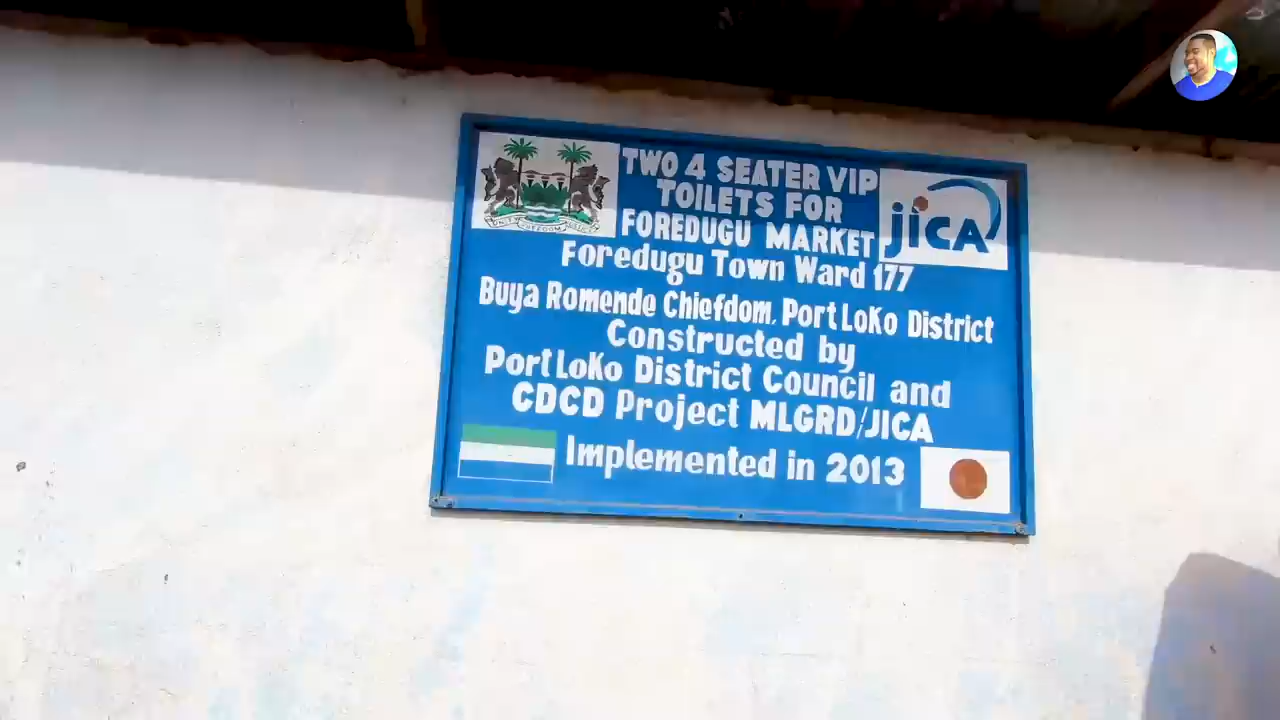 TWO 4 SEATER VIP
TOILETS FOR
FOREDUGU MARKET
jica
Foredugu Town Ward 177
Buya Romende Chiefdom, Port Loko District
Constructed by
Port Loko District Council and
CDCD Project MLGRD/JICA
Implemented in 2013